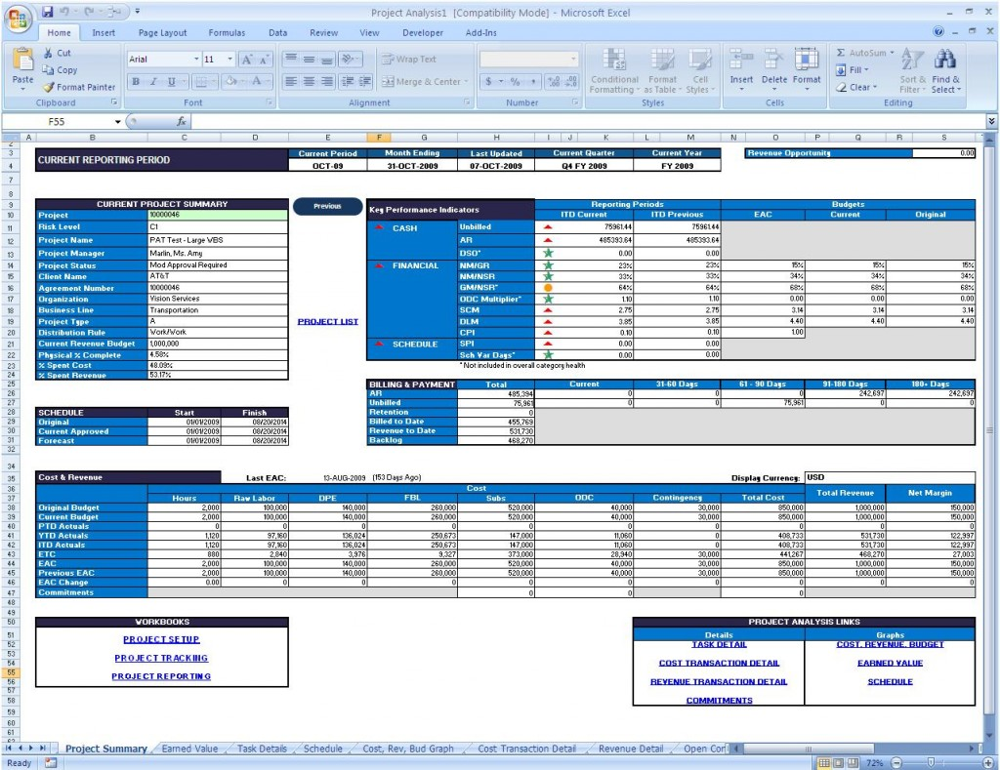 Project Analysis1 [Compatibility Mode] - Microsoft Excel
Home Insert Page Layout Formulas Data Review View Developer Add-Ins
Paste Cut Copy Format Painter Clipboard
Arial 11 A A B I U A Font
Wrap Text Merge & Center Alignment
$ % , Number
Conditional Formatting Format as Table Cell Styles Styles
Insert Delete Format Cells
Σ AutoSum Fill Clear Sort & Filter Find & Select Editing
F55 fx
A B C D E F G H I J K L M N O P Q R S
CURRENT REPORTING PERIOD
Current Period Month Ending Last Updated Current Quarter Current Year
OCT-09 31-OCT-2009 07-OCT-2009 Q4 FY 2009 FY 2009
Revenue Opportunity 0.00
CURRENT PROJECT SUMMARY
Project 10000046
Risk Level C1
Project Name PAT Test - Large WBS
Project Manager Marlin, Ms. Amy
Project Status Mod Approval Required
Client Name AT&T
Agreement Number 10000046
Organization Vision Services
Business Line Transportation
Project Type A
Distribution Rule Work/Work
Current Revenue Budget 1,000,000
Physical % Complete 4.58%
% Spent Cost 48.09%
% Spent Revenue 53.17%
Previous
PROJECT LIST
Key Performance Indicators Reporting Periods Budgets
ITD Current ITD Previous EAC Current Original
CASH Unbilled 75961.44 75961.44
AR 485393.64 485393.64
DSO* 0.00 0.00
FINANCIAL NM/GR 23% 23% 15% 15% 15%
NM/NSR 33% 33% 34% 34% 34%
GM/NSR* 64% 64% 68% 68% 68%
ODC Multiplier* 1.10 1.10 0.00 0.00 0.00
SCM 2.75 2.75 3.14 3.14 3.14
DLM 3.85 3.85 4.40 4.40 4.40
CPI 0.10 0.10 1.00
SCHEDULE SPI 0.00 0.00
Sch Var Days* 0.00 0.00
* Not included in overall category health
BILLING & PAYMENT Total Current 31-60 Days 61 - 90 Days 91-180 Days 180+ Days
AR 485,394 0 0 0 242,697 242,697
Unbilled 75,961 0 0 75,961 0 0
Retention 0
Billed to Date 455,769
Revenue to Date 531,730
Backlog 468,270
SCHEDULE Start Finish
Original 01/01/2009 08/20/2014
Current Approved 01/01/2009 08/20/2014
Forecast 01/01/2009 08/20/2014
Cost & Revenue Last EAC: 13-AUG-2009 (153 Days Ago) Display Currency: USD
Cost Total Revenue Net Margin
Hours Raw Labor DPE FBL Subs ODC Contingency Total Cost
Original Budget 2,000 100,000 140,000 260,000 520,000 40,000 30,000 850,000 1,000,000 150,000
Current Budget 2,000 100,000 140,000 260,000 520,000 40,000 30,000 850,000 1,000,000 150,000
PTD Actuals 0 0 0 0 0 0 0 0 0
YTD Actuals 1,120 97,160 136,024 250,673 147,000 11,060 0 408,733 531,730 122,997
ITD Actuals 1,120 97,160 136,024 250,673 147,000 11,060 0 408,733 531,730 122,997
ETC 880 2,840 3,976 9,327 373,000 28,940 30,000 441,267 468,270 27,003
EAC 2,000 100,000 140,000 260,000 520,000 40,000 30,000 850,000 1,000,000 150,000
Previous EAC 2,000 100,000 140,000 260,000 520,000 40,000 30,000 850,000 1,000,000 150,000
EAC Change 0.00 0 0 0 0 0 0 0 0 0
Commitments 0 0 0
WORKBOOKS
PROJECT SETUP
PROJECT TRACKING
PROJECT REPORTING
PROJECT ANALYSIS LINKS
Details Graphs
TASK DETAIL COST, REVENUE, BUDGET
COST TRANSACTION DETAIL EARNED VALUE
REVENUE TRANSACTION DETAIL SCHEDULE
COMMITMENTS
Project Summary Earned Value Task Details Schedule Cost, Rev, Bud Graph Cost Transaction Detail Revenue Detail Open Co
Ready 72%